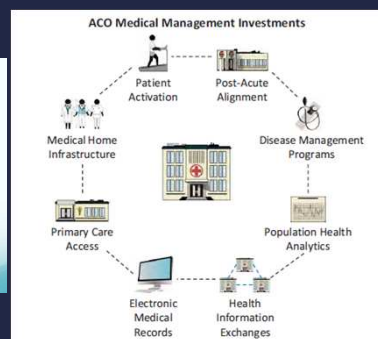 ACO Medical Management Investments
Patient
Activation
Post-Acute
Alignment
Medical Home
Infrastructure
Disease Management
Programs
Primary Care
Access
Population Health
Analytics
Electronic
Medical
Records
Health
Information
Exchanges